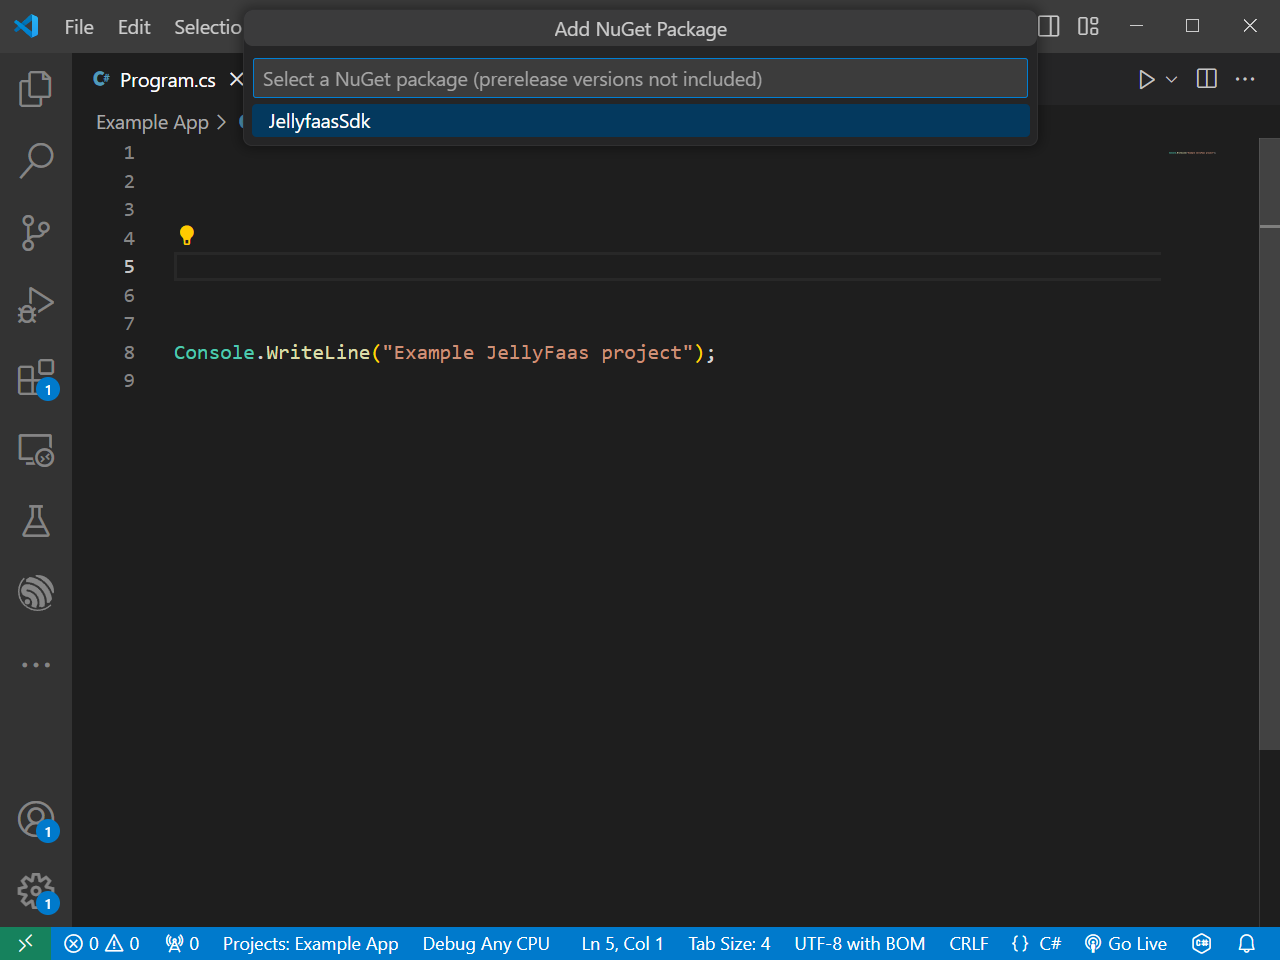 File Edit Selectio
Add NuGet Package
Select a NuGet package (prerelease versions not included)
JellyfaasSdk
C# Program.cs
Example App >
1
2
3
4
5
6
7
8 Console.WriteLine("Example JellyFaas project");
9
1
1
1
0 0 0 Projects: Example App Debug Any CPU Ln 5, Col 1 Tab Size: 4 UTF-8 with BOM CRLF {} C# Go Live C#